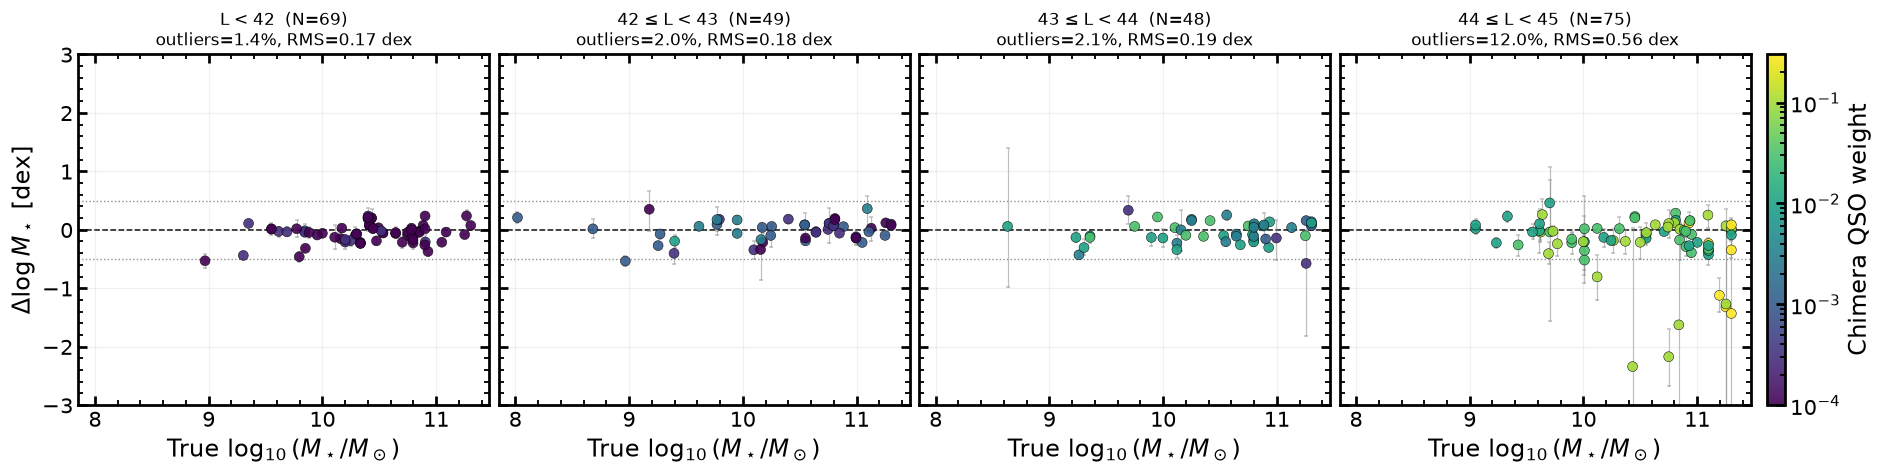 L < 42 (N=69)
outliers=1.4%, RMS=0.17 dex
42 ≤ L < 43 (N=49)
outliers=2.0%, RMS=0.18 dex
43 ≤ L < 44 (N=48)
outliers=2.1%, RMS=0.19 dex
44 ≤ L < 45 (N=75)
outliers=12.0%, RMS=0.56 dex
Δlog M⋆ [dex]
3
2
1
0
−1
−2
−3
8 9 10 11
8 9 10 11
8 9 10 11
8 9 10 11
True log₁₀ (M⋆/M⊙)
True log₁₀ (M⋆/M⊙)
True log₁₀ (M⋆/M⊙)
True log₁₀ (M⋆/M⊙)
10⁻¹
10⁻²
10⁻³
10⁻⁴
Chimera QSO weight